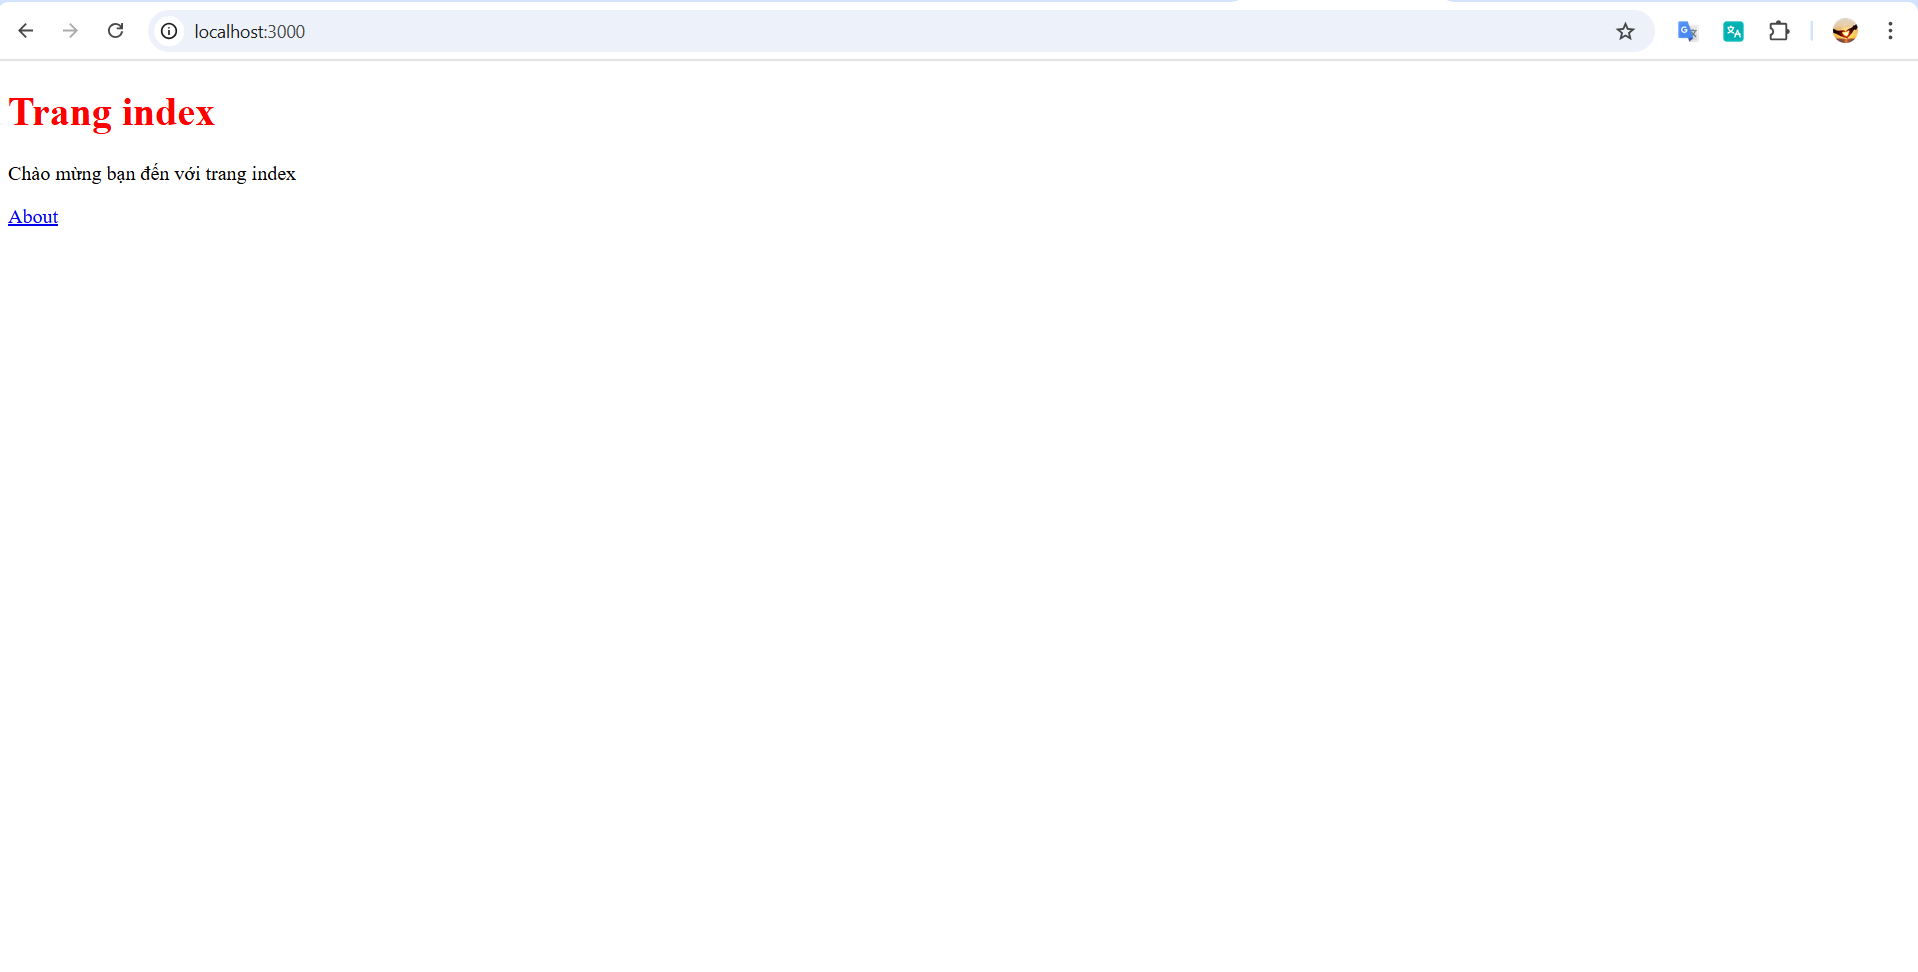 localhost:3000
Trang index
Chào mừng bạn đến với trang index
About